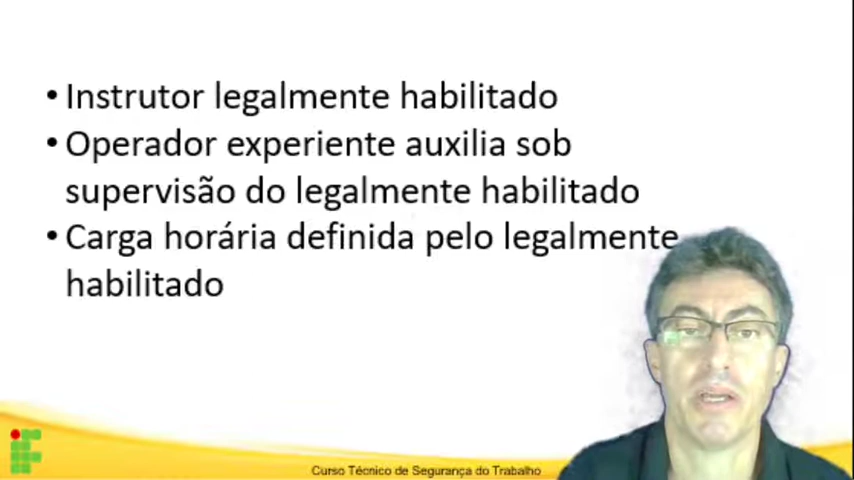 • Instrutor legalmente habilitado
• Operador experiente auxilia sob
supervisão do legalmente habilitado
• Carga horária definida pelo legalmente
habilitado
Curso Técnico de Segurança do Trabalho